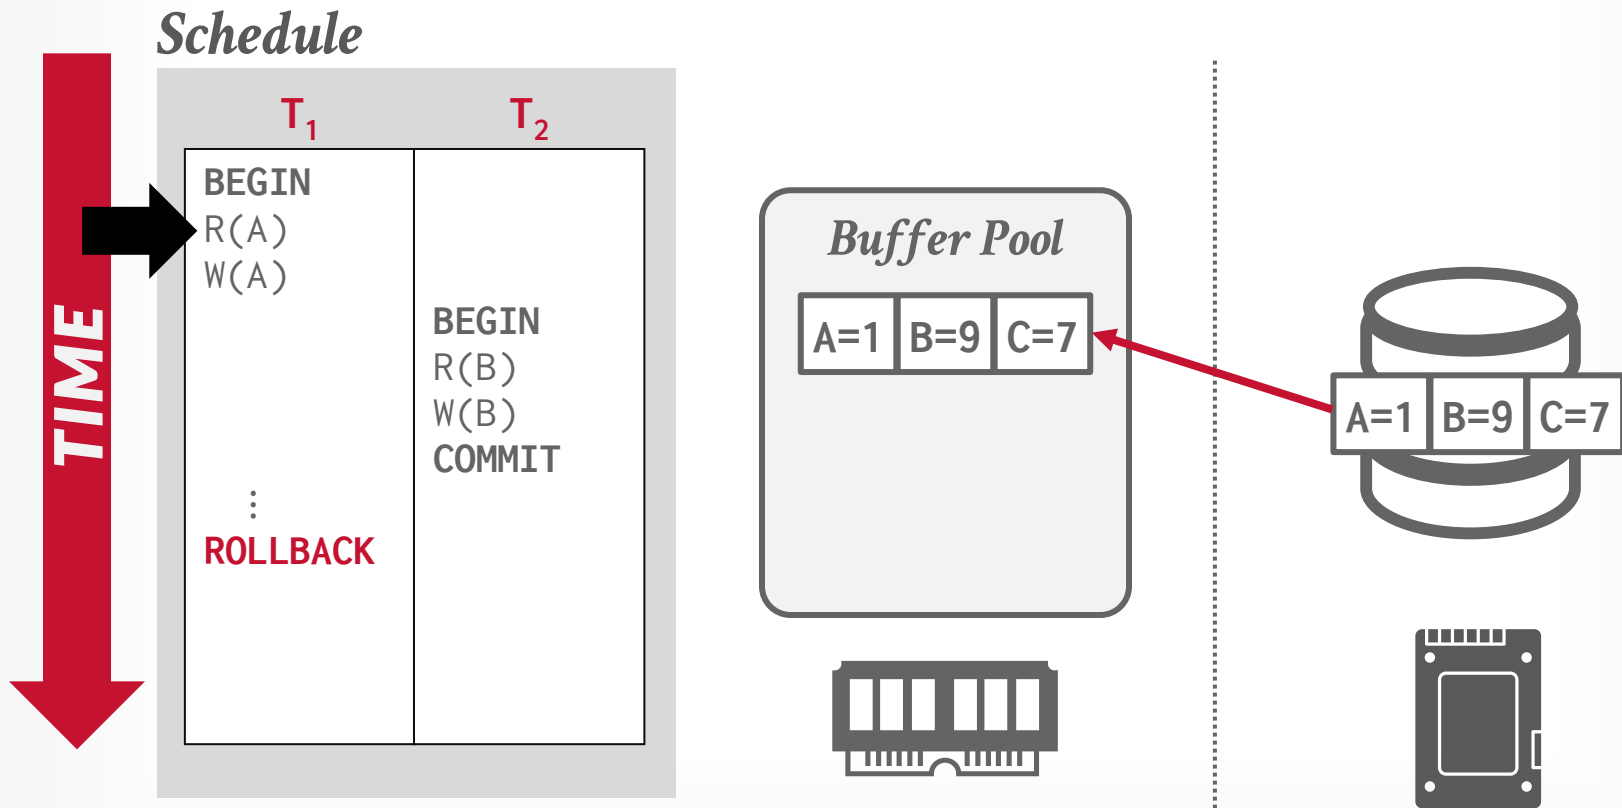 Schedule
TIME
T1
T2
BEGIN
R(A)
W(A)
⋮
ROLLBACK
BEGIN
R(B)
W(B)
COMMIT
Buffer Pool
A=1 B=9 C=7
A=1 B=9 C=7